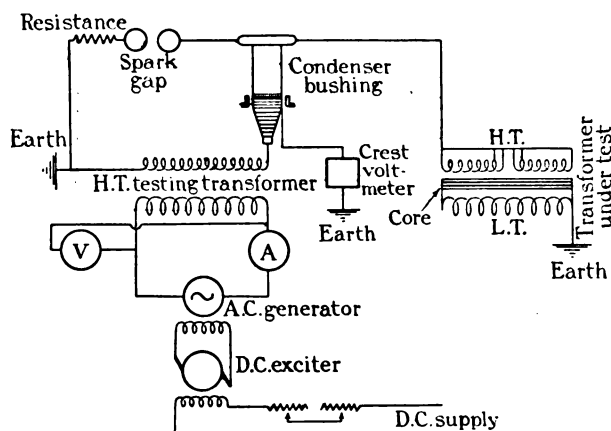 Resistance
Spark
gap
Condenser
bushing
Earth
H.T. testing transformer
Crest
volt-
meter
Earth
H.T.
Core
L.T.
Transformer
under test
Earth
V
A
A.C. generator
D.C. exciter
D.C. supply